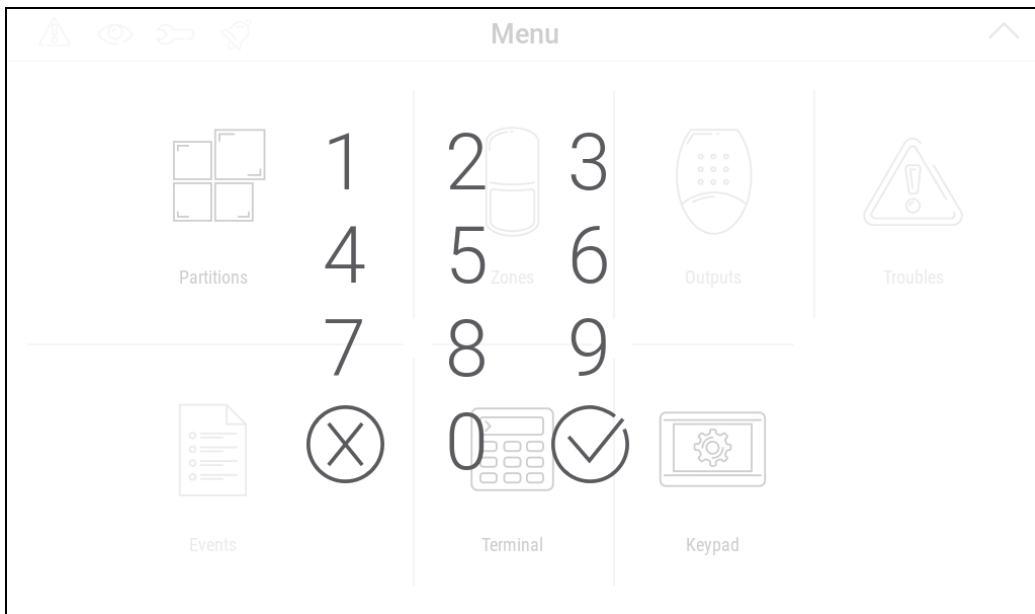 Menu
1 2 3
Partitions 4 5 Zones 6 Outputs Troubles
7 8 9
0
Events Terminal Keypad